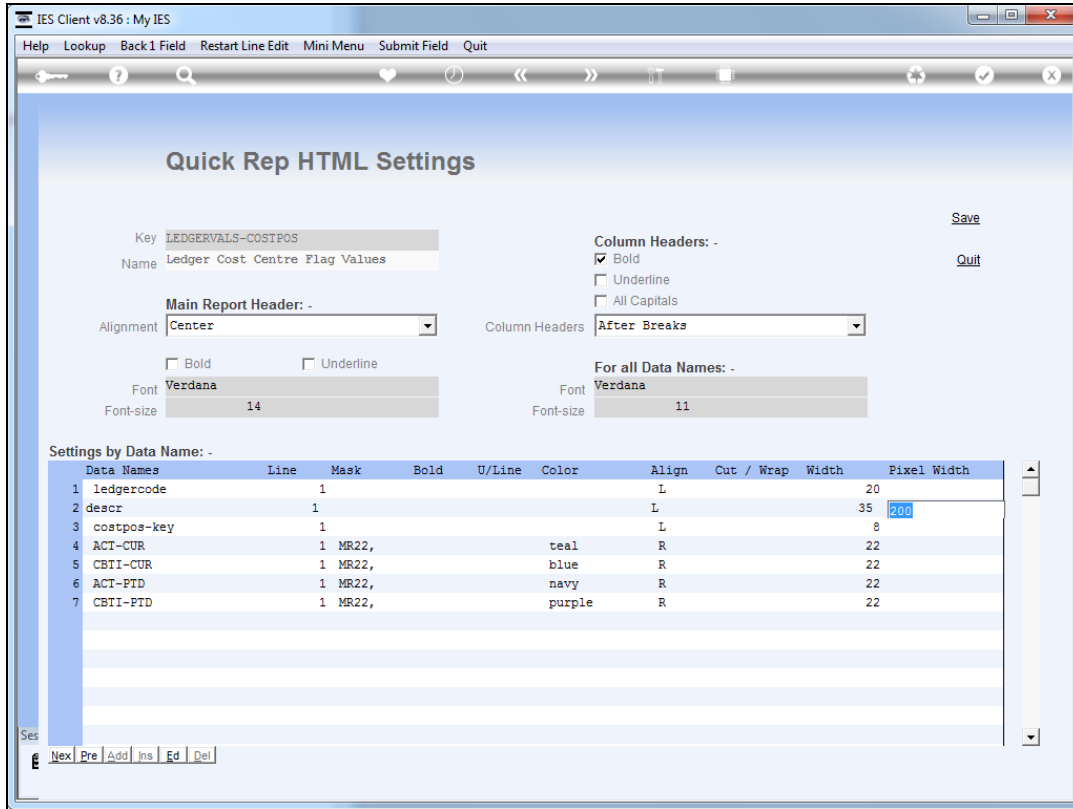 IES Client v8.36 : My IES
Help Lookup Back 1 Field Restart Line Edit Mini Menu Submit Field Quit
Quick Rep HTML Settings
Save
Key LEDGERVALS-COSTPOS
Column Headers: -
Name Ledger Cost Centre Flag Values
Bold
Quit
Underline
Main Report Header: -
All Capitals
Alignment Center
Column Headers After Breaks
Bold Underline
For all Data Names: -
Font Verdana
Font Verdana
Font-size 14
Font-size 11
Settings by Data Name: -
Data Names Line Mask Bold U/Line Color Align Cut / Wrap Width Pixel Width
1 ledgercode 1 L 20
2 descr 1 L 35 200
3 costpos-key 1 L 8
4 ACT-CUR 1 MR22, teal R 22
5 CBTI-CUR 1 MR22, blue R 22
6 ACT-PTD 1 MR22, navy R 22
7 CBTI-PTD 1 MR22, purple R 22
Ses
Nex Pre Add Ins Ed Del